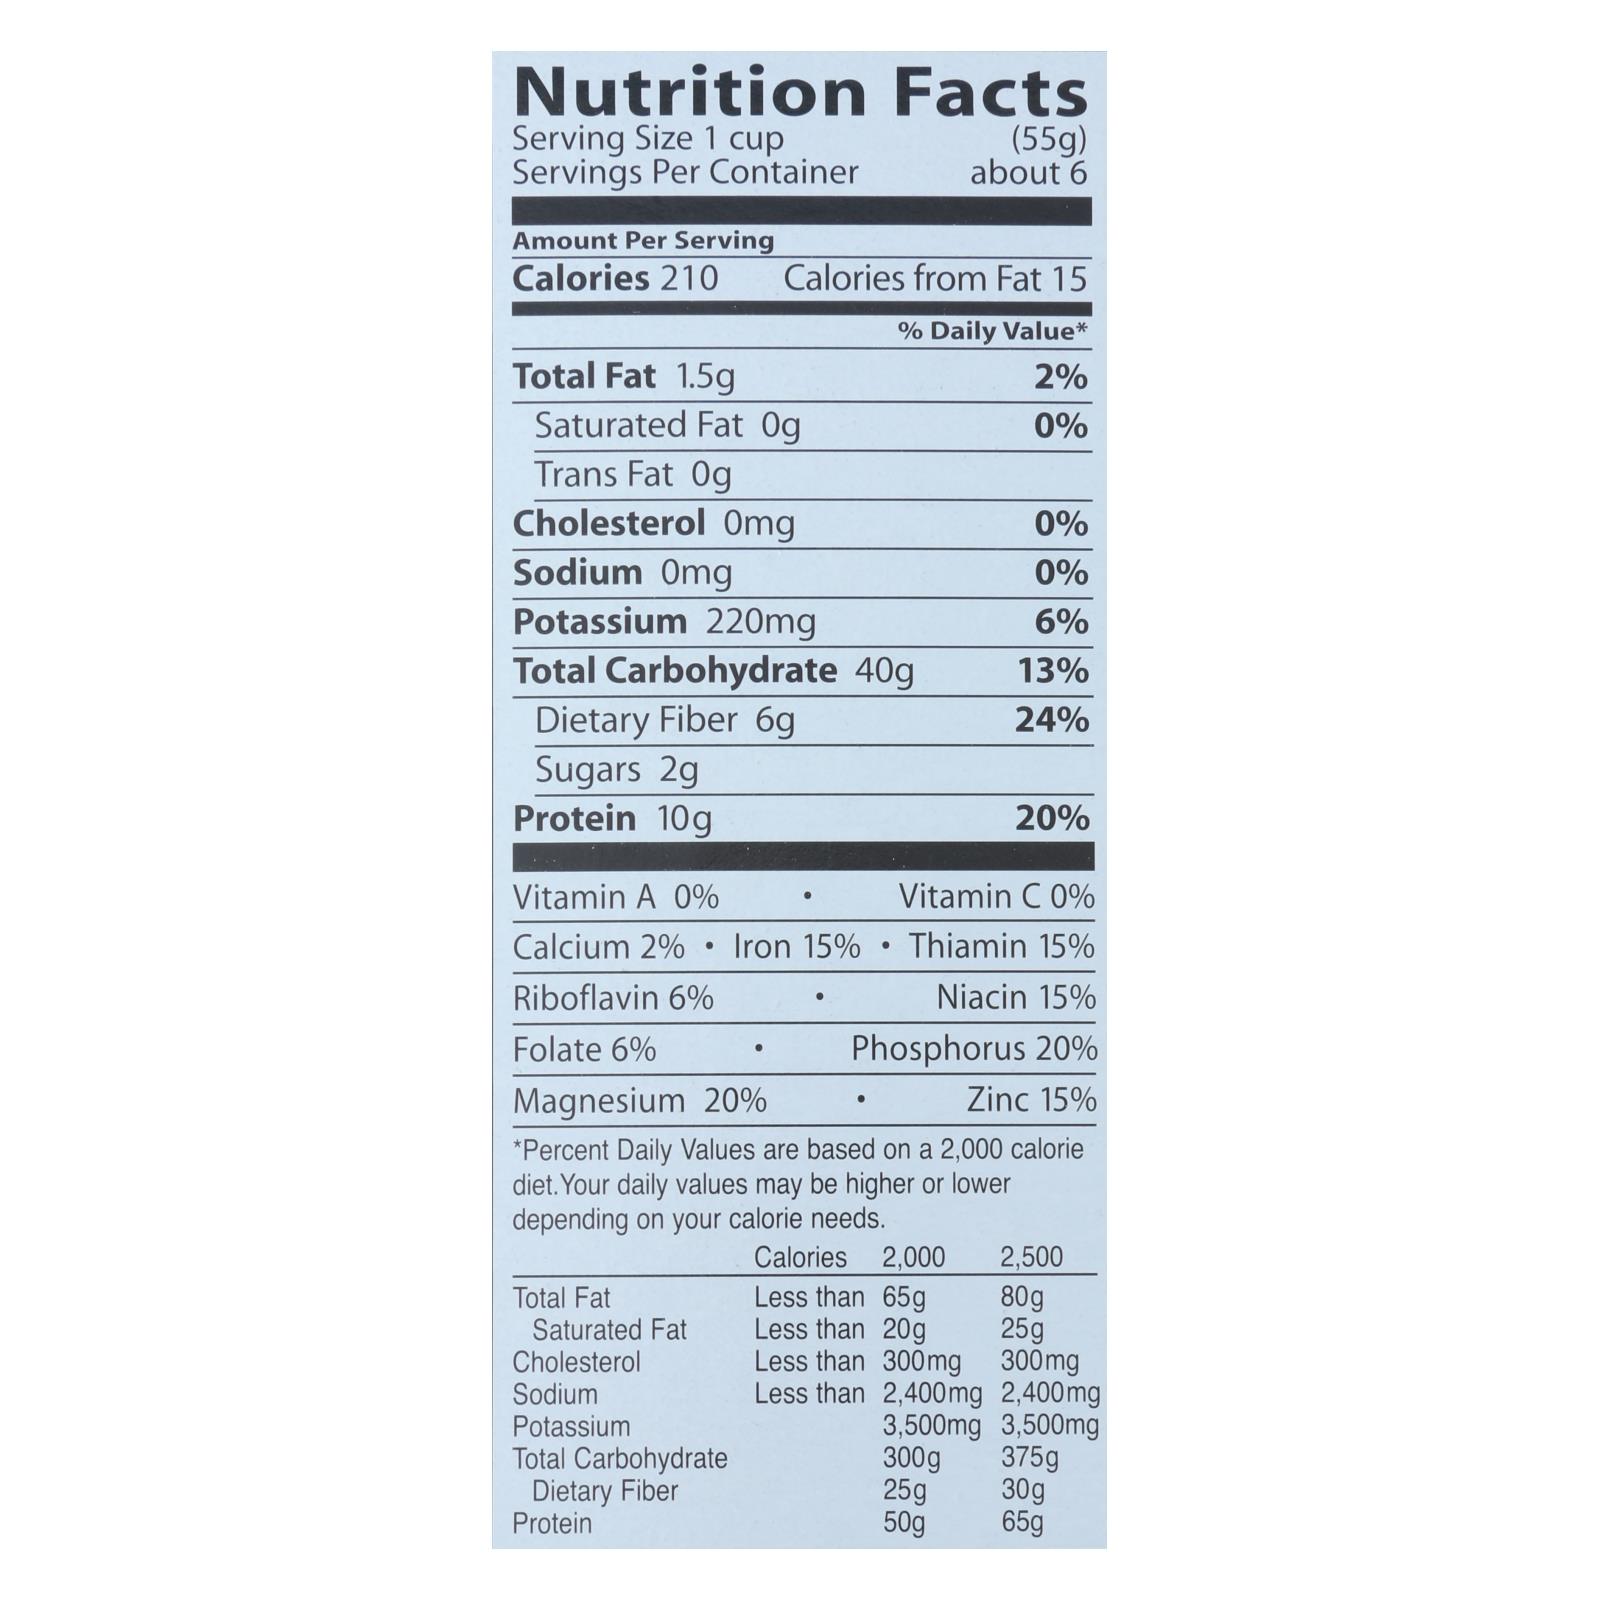 Nutrition Facts
Serving Size 1 cup (55g)
Servings Per Container about 6
Amount Per Serving
Calories 210 Calories from Fat 15
% Daily Value*
Total Fat 1.5g 2%
Saturated Fat 0g 0%
Trans Fat 0g
Cholesterol 0mg 0%
Sodium 0mg 0%
Potassium 220mg 6%
Total Carbohydrate 40g 13%
Dietary Fiber 6g 24%
Sugars 2g
Protein 10g 20%
Vitamin A 0% • Vitamin C 0%
Calcium 2% • Iron 15% • Thiamin 15%
Riboflavin 6% • Niacin 15%
Folate 6% • Phosphorus 20%
Magnesium 20% • Zinc 15%
*Percent Daily Values are based on a 2,000 calorie
diet.Your daily values may be higher or lower
depending on your calorie needs.
Calories 2,000 2,500
Total Fat Less than 65g 80g
Saturated Fat Less than 20g 25g
Cholesterol Less than 300mg 300mg
Sodium Less than 2,400mg 2,400mg
Potassium 3,500mg 3,500mg
Total Carbohydrate 300g 375g
Dietary Fiber 25g 30g
Protein 50g 65g